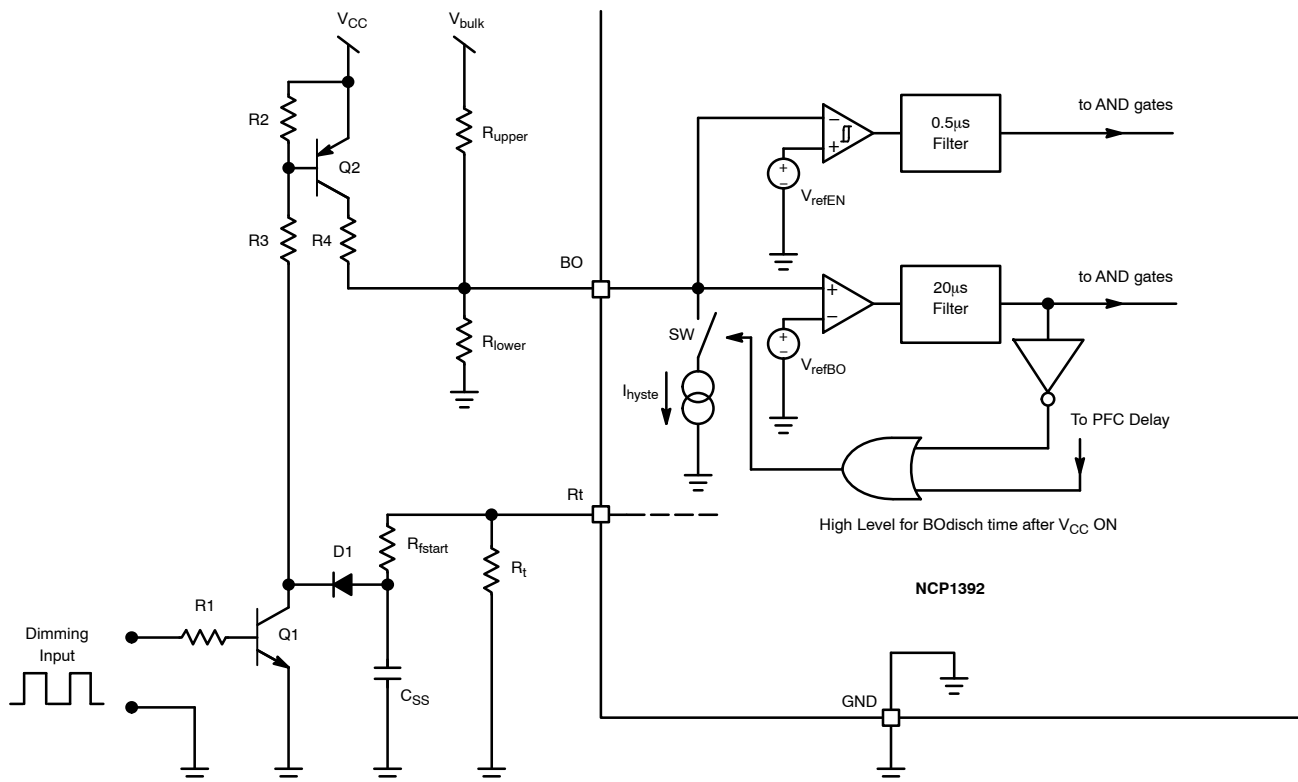 VCC
Vbulk
R2
Rupper
Q2
R3
R4
BO
Rlower
Rt
Rfstart
D1
Rt
R1
Q1
Dimming
Input
CSS
to AND gates
0.5μs
Filter
−
+
+
−
VrefEN
to AND gates
20μs
Filter
+
−
+
−
VrefBO
SW
Ihyste
To PFC Delay
High Level for BOdisch time after VCC ON
NCP1392
GND